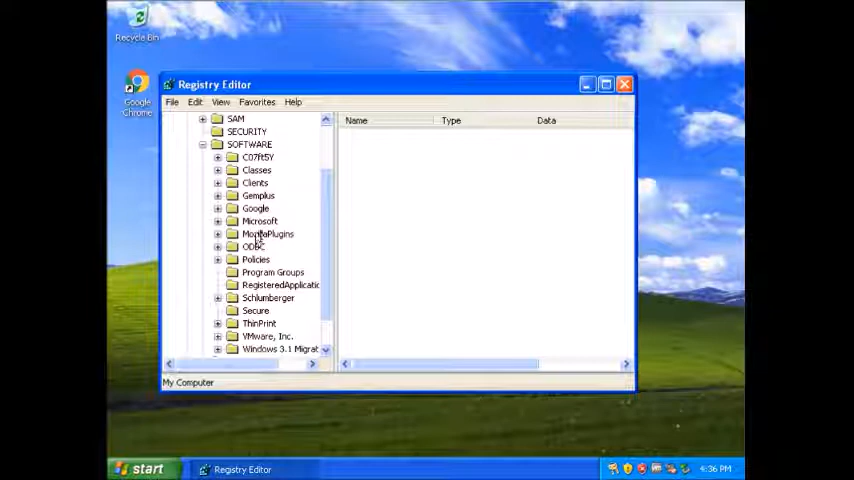 Recycle Bin
Google
Chrome
Registry Editor
File Edit View Favorites Help
Name Type Data
SAM
SECURITY
SOFTWARE
C07ft5Y
Classes
Clients
Gemplus
Google
Microsoft
MozillaPlugins
ODBC
Policies
Program Groups
RegisteredApplicatic
Schlumberger
Secure
ThinPrint
VMware, Inc.
Windows 3.1 Migrat
My Computer
start Registry Editor 4:36 PM